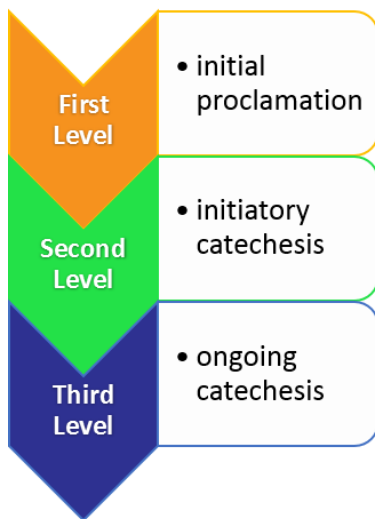 First
Level
• initial
proclamation
Second
Level
• initiatory
catechesis
Third
Level
• ongoing
catechesis